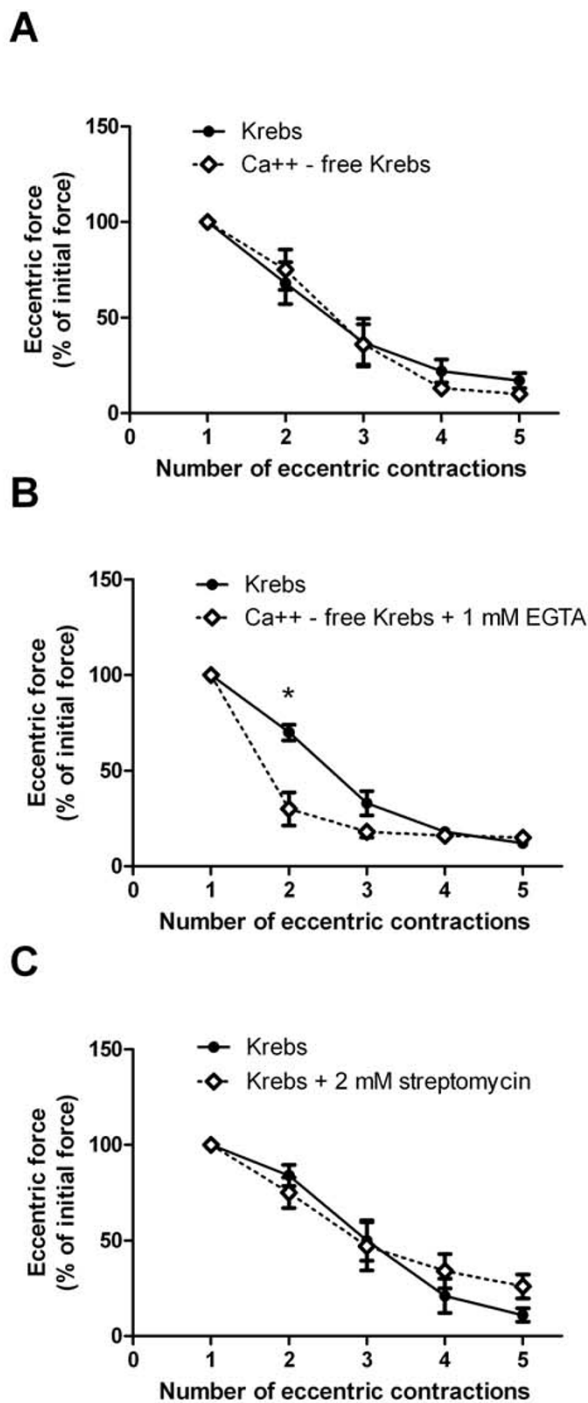 A
Krebs
Ca++ - free Krebs
Eccentric force
(% of initial force)
150
100
50
0
0 1 2 3 4 5
Number of eccentric contractions
B
Krebs
Ca++ - free Krebs + 1 mM EGTA
Eccentric force
(% of initial force)
150
100
*
50
0
0 1 2 3 4 5
Number of eccentric contractions
C
Krebs
Krebs + 2 mM streptomycin
Eccentric force
(% of initial force)
150
100
50
0
0 1 2 3 4 5
Number of eccentric contractions